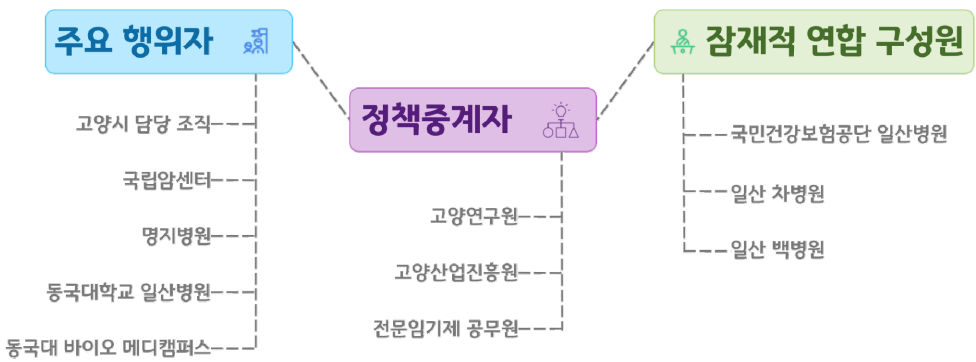 주요 행위자
고양시 담당 조직
국립암센터
명지병원
동국대학교 일산병원
동국대 바이오 메디캠퍼스
정책중계자
고양연구원
고양산업진흥원
전문임기제 공무원
잠재적 연합 구성원
국민건강보험공단 일산병원
일산 차병원
일산 백병원